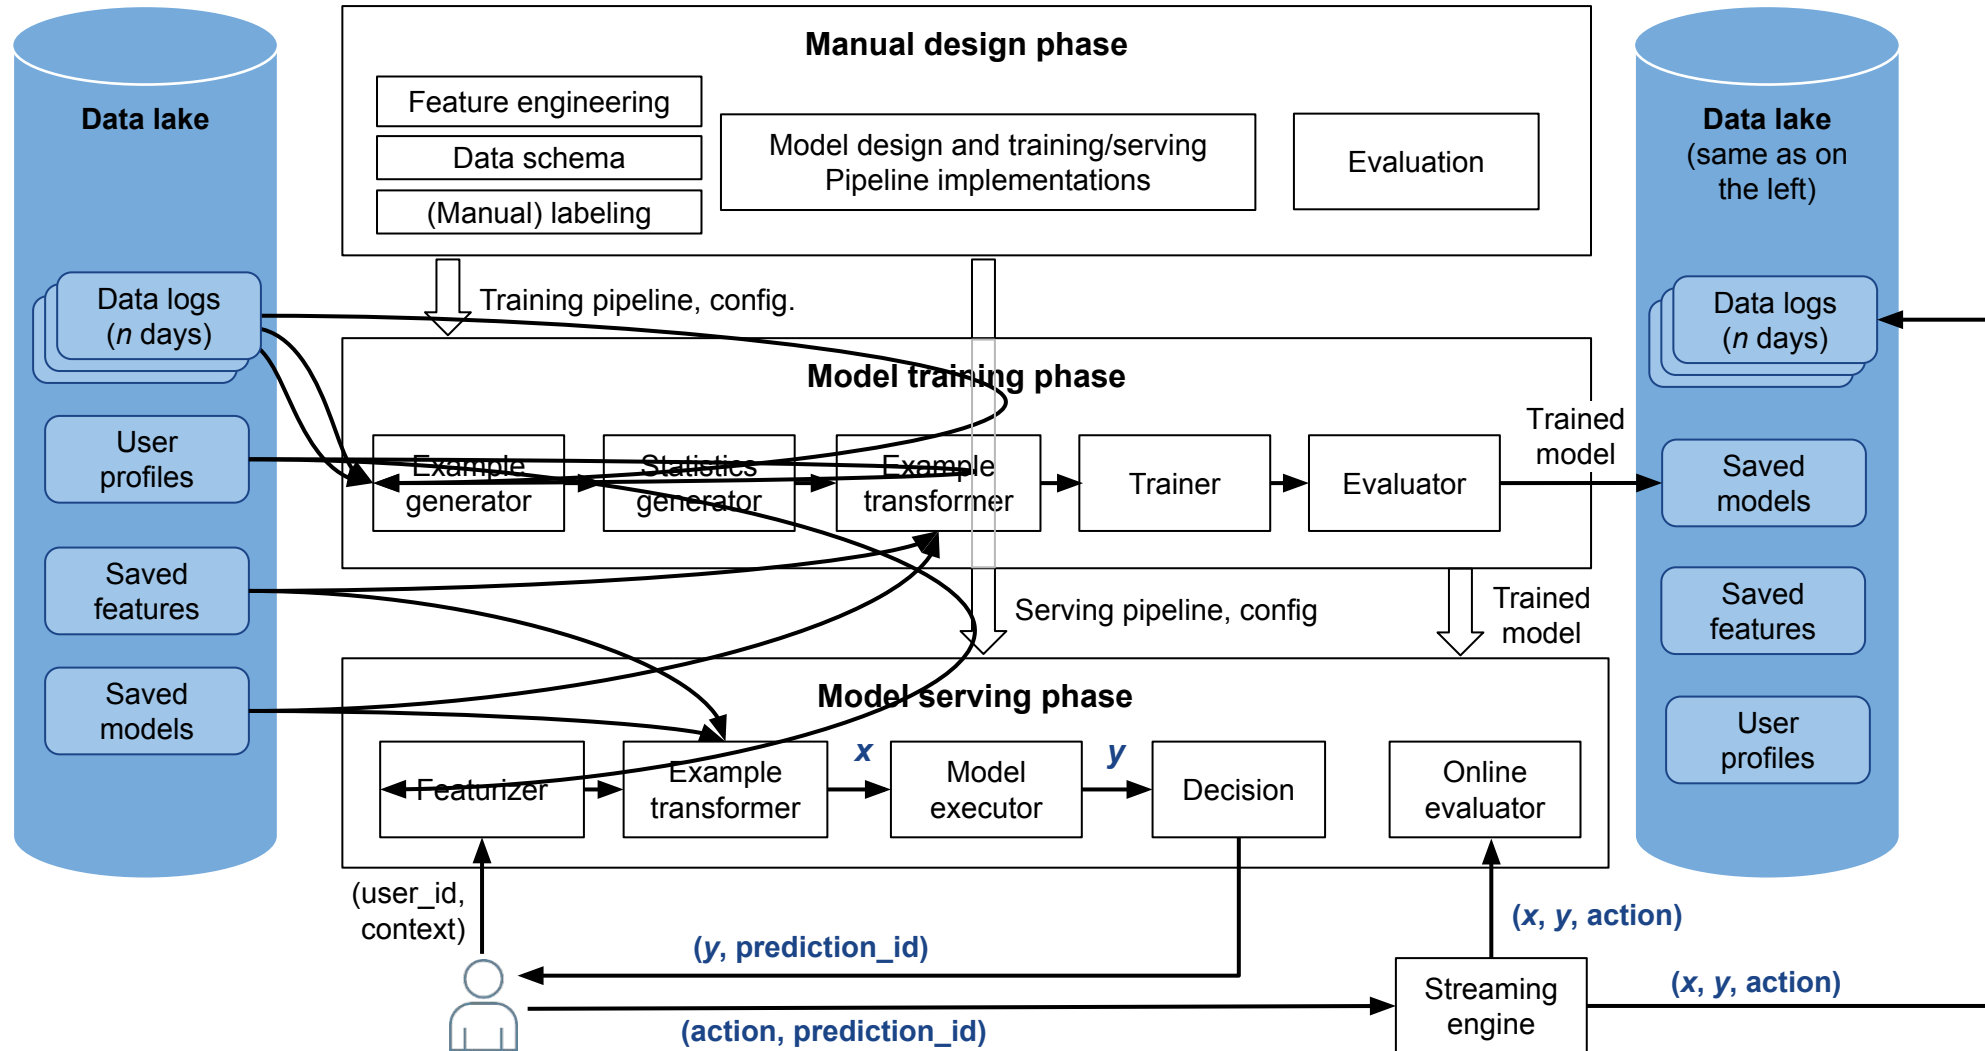 Manual design phase
Data lake
Feature engineering
Data schema
(Manual) labeling
Model design and training/serving
Pipeline implementations
Evaluation
Data lake
(same as on
the left)
Data logs
(n days)
User
profiles
Saved
features
Saved
models
Training pipeline, config.
Model training phase
Example
generator
Statistics
generator
Example
transformer
Trainer
Evaluator
Trained
model
Data logs
(n days)
Saved
models
Saved
features
User
profiles
Serving pipeline, config
Trained
model
Model serving phase
Featurizer
Example
transformer
x
Model
executor
y
Decision
Online
evaluator
(user_id,
context)
(y, prediction_id)
(action, prediction_id)
(x, y, action)
Streaming
engine
(x, y, action)